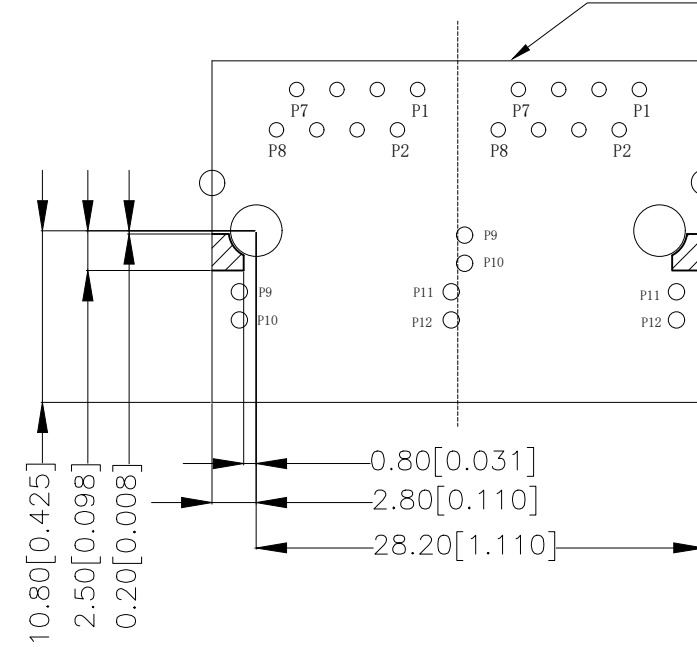 P7 P1 P7 P1
P8 P2 P8 P2
P9
P10
P9 P11 P11
P10 P12 P12
0.80[0.031]
2.80[0.110]
28.20[1.110]
10.80[0.425]
2.50[0.098]
0.20[0.008]